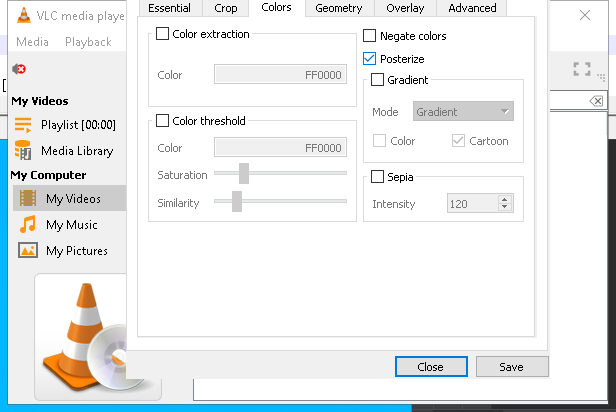 VLC media playe
Media Playback
My Videos
Playlist [00:00]
Media Library
My Computer
My Videos
My Music
My Pictures
Essential Crop Colors Geometry Overlay Advanced
Color extraction
Color FF0000
Color threshold
Color FF0000
Saturation
Similarity
Negate colors
Posterize
Gradient
Mode Gradient
Color Cartoon
Sepia
Intensity 120
Close Save